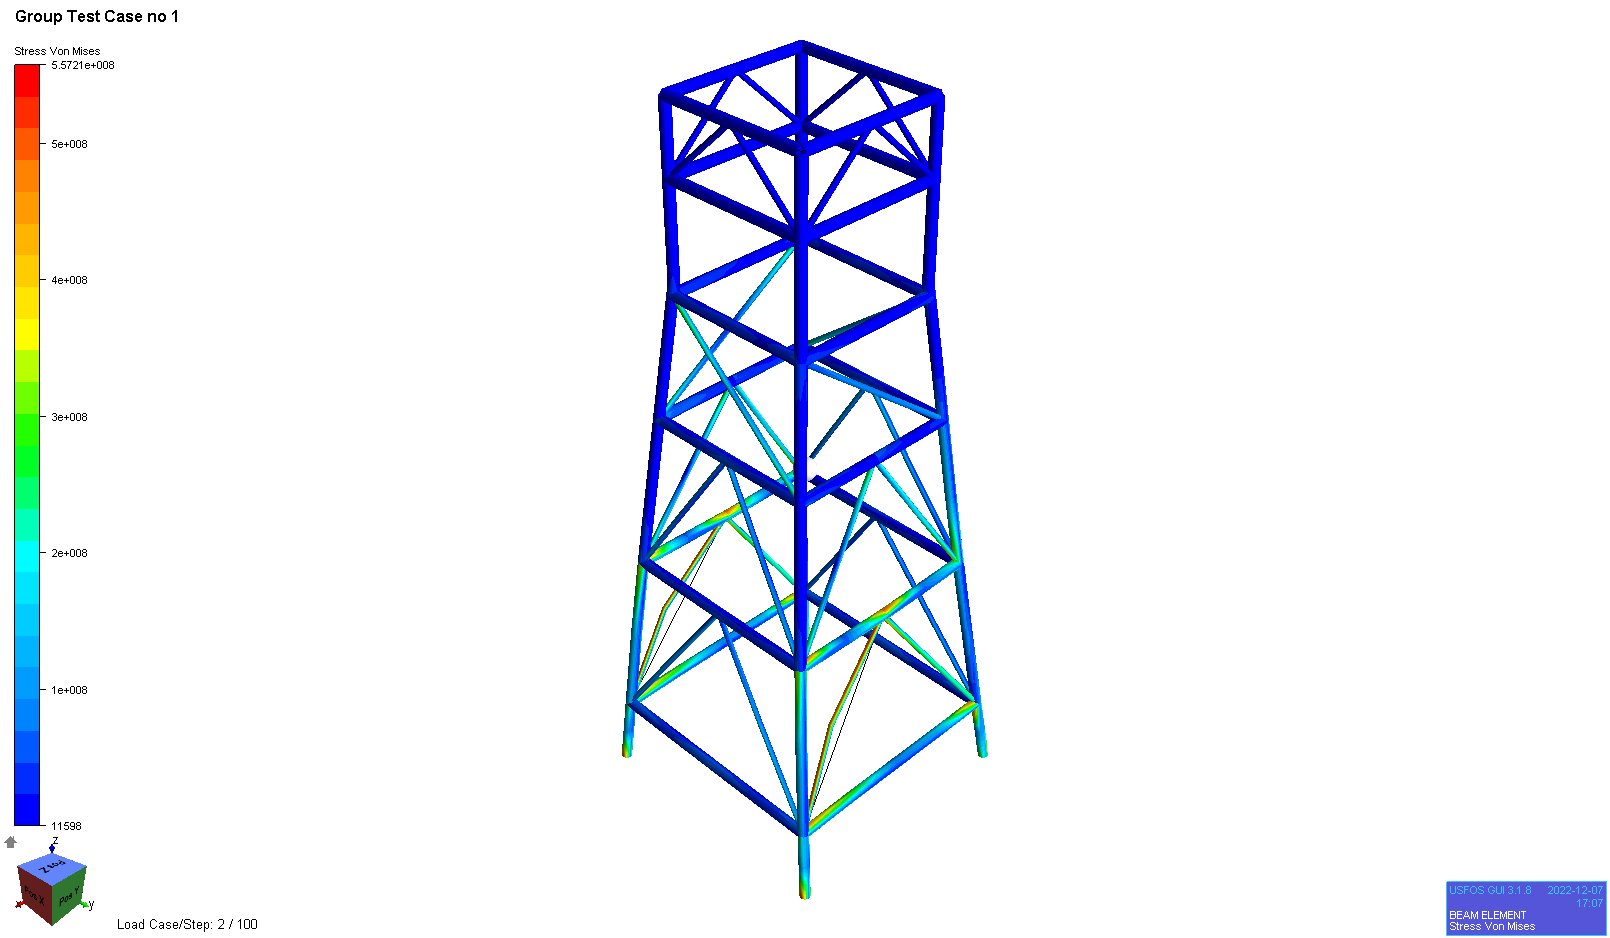 Group Test Case no 1
Stress Von Mises
5.5721e+008
5e+008
4e+008
3e+008
2e+008
1e+008
11598
z
Pos Z
Pos X
Pos Y
x
y
Load Case/Step: 2 / 100
USFOS GUI 3.1.8 2022-12-07
17:07
BEAM ELEMENT
Stress Von Mises